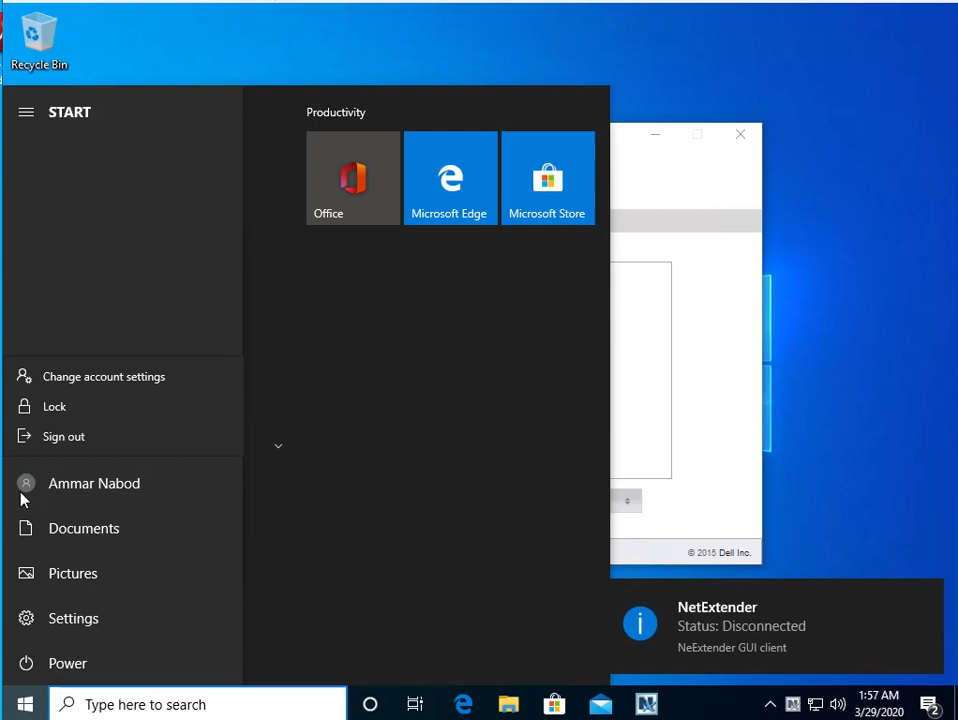 Recycle Bin
START
Productivity
Office
Microsoft Edge
Microsoft Store
Change account settings
Lock
Sign out
Ammar Nabod
Documents
Pictures
Settings
Power
© 2015 Dell Inc.
NetExtender
Status: Disconnected
NeExtender GUI client
Type here to search
1:57 AM
3/29/2020
2